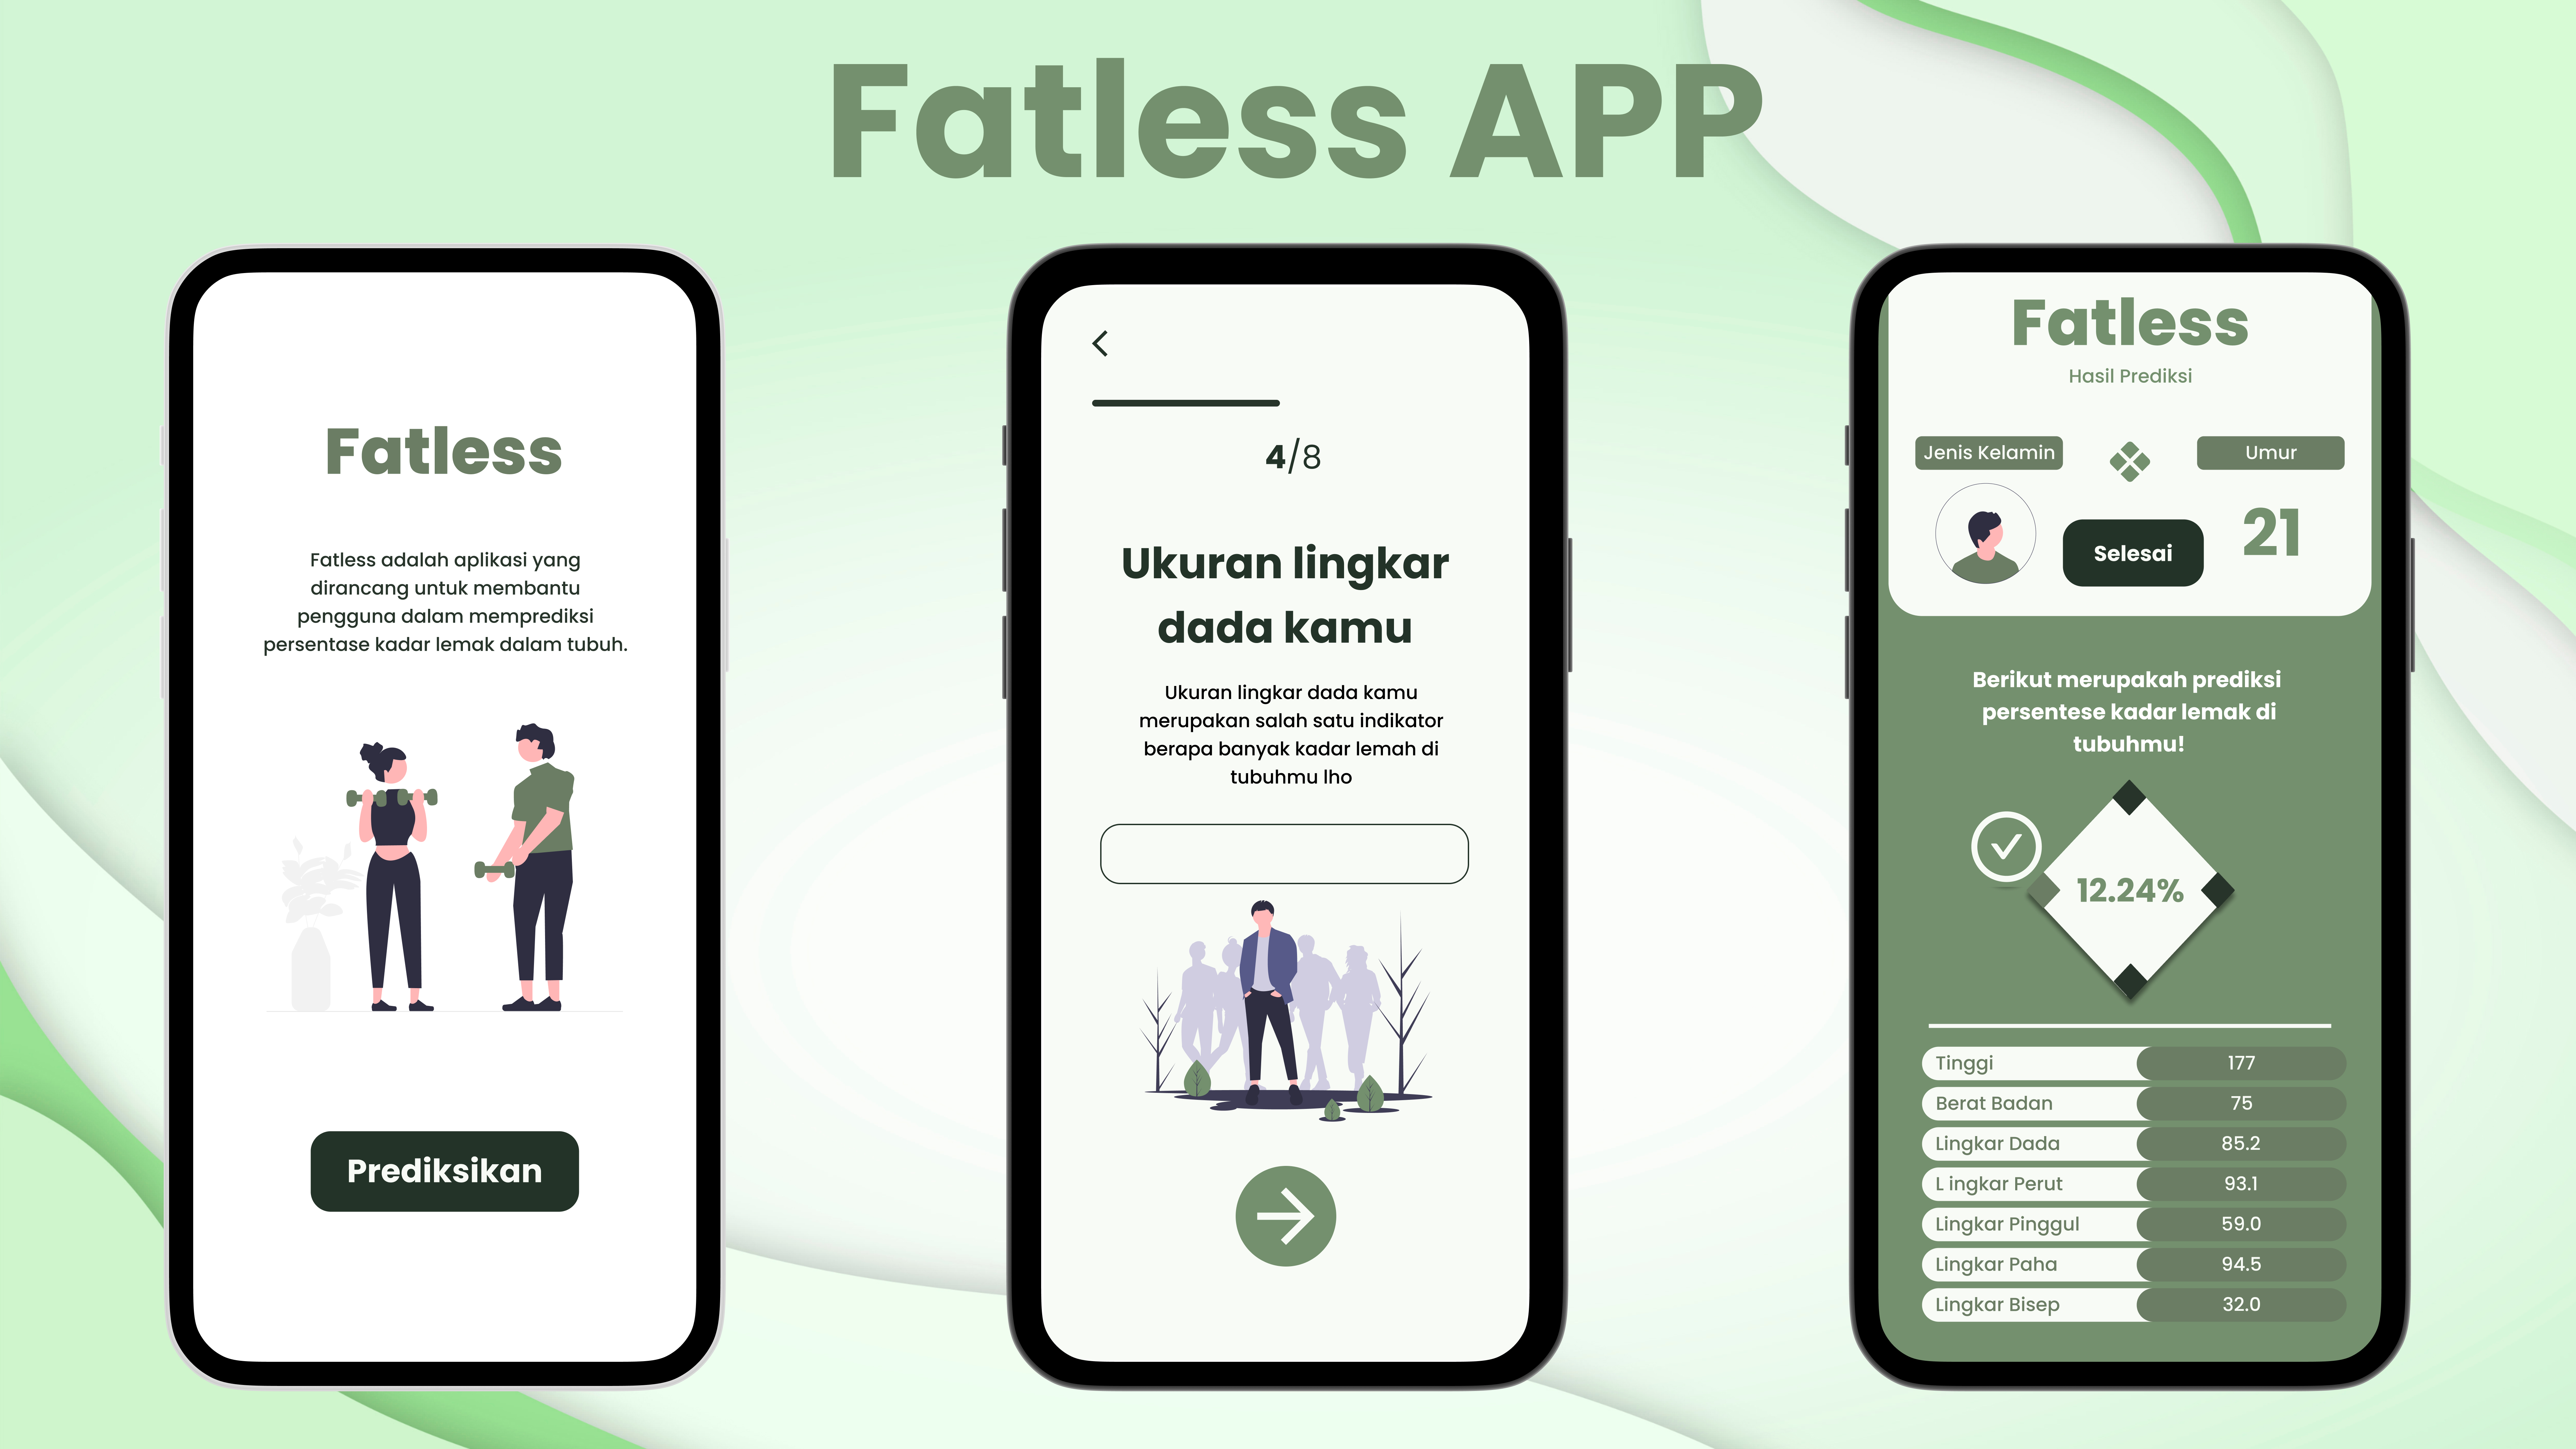 Fatless APP
Fatless
Fatless adalah aplikasi yang
dirancang untuk membantu
pengguna dalam memprediksi
persentase kadar lemak dalam tubuh.
Prediksikan
4/8
Ukuran lingkar
dada kamu
Ukuran lingkar dada kamu
merupakan salah satu indikator
berapa banyak kadar lemah di
tubuhmu lho
Fatless
Hasil Prediksi
Jenis Kelamin
Umur
Selesai
21
Berikut merupakah prediksi
persentese kadar lemak di
tubuhmu!
12.24%
Tinggi 177
Berat Badan 75
Lingkar Dada 85.2
L ingkar Perut 93.1
Lingkar Pinggul 59.0
Lingkar Paha 94.5
Lingkar Bisep 32.0